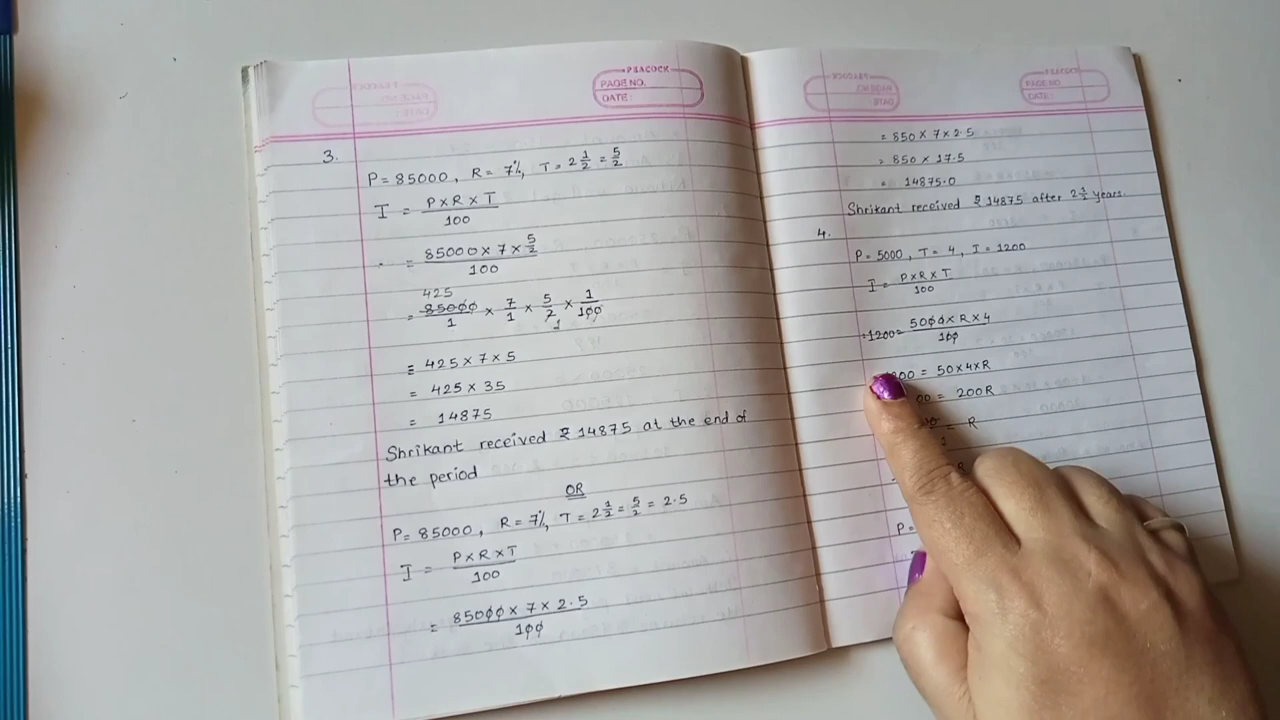 PEACOCK
PAGE NO.
DATE:
3.
P = 85000, R = 7%, T = 2 1/2 = 5/2
I = P×R×T/100
= 85000 × 7 × 5/2 / 100
425
= 85000/1 × 7/1 × 5/2 × 1/100
1
= 425 × 7 × 5
= 425 × 35
= 14875
Shrikant received ₹ 14875 at the end of
the period
OR
P = 85000, R = 7%, T = 2 1/2 = 5/2 = 2.5
I = P×R×T/100
= 85000 × 7 × 2.5/100
PEACOCK
PAGE NO.
DATE:
= 850 × 7 × 2.5
= 850 × 17.5
= 14875.0
Shrikant received ₹ 14875 after 2 1/2 years.
4.
P = 5000, T = 4, I = 1200
I = P×R×T/100
=1200= 5000×R×4/100
00 = 50×4×R
00 = 200R
= R
1
R
P =